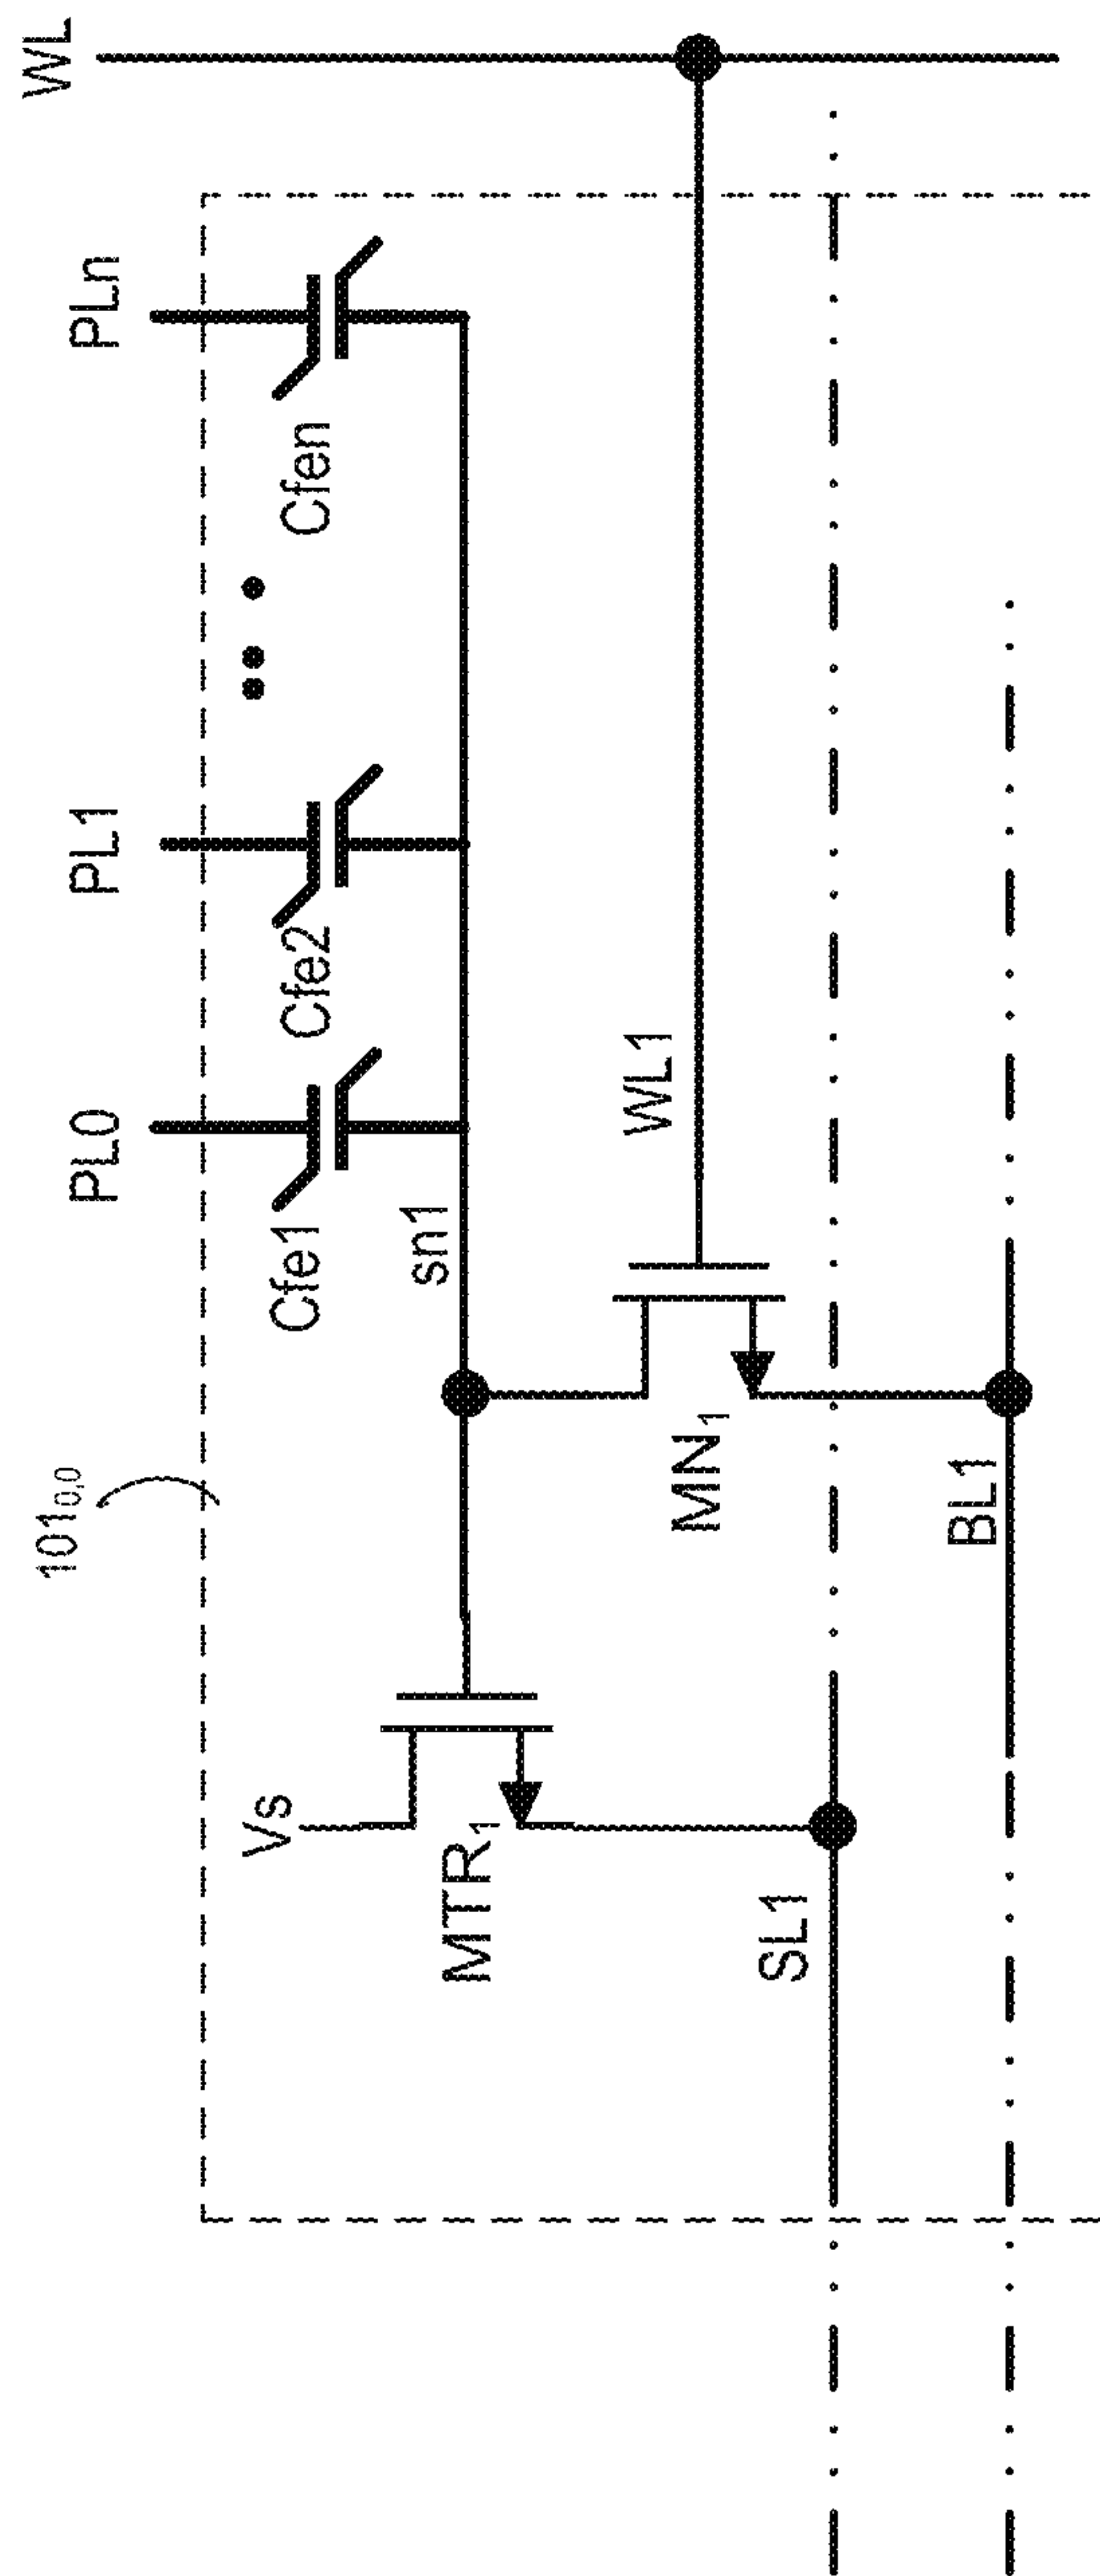 101₀,₀
PL0
PL1
PLn
WL
Vs
Cfe1
Cfe2
Cfen
sn1
MTR₁
WL1
MN₁
SL1
BL1